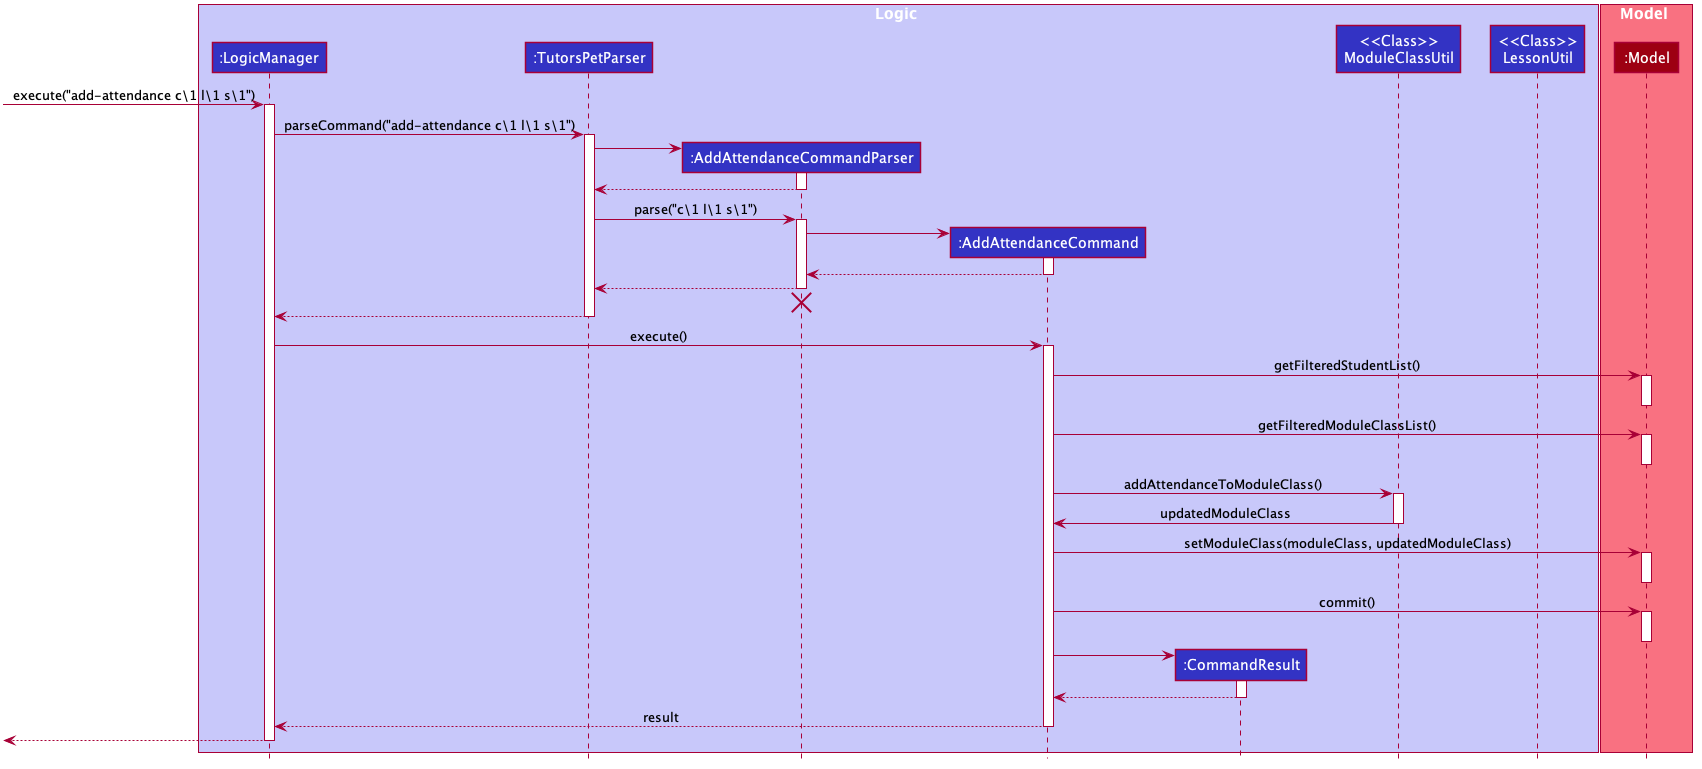 Logic
Model
<<Class>>
ModuleClassUtil
<<Class>>
LessonUtil
:LogicManager
:TutorsPetParser
:Model
execute("add-attendance c\1 l\1 s\1")
parseCommand("add-attendance c\1 l\1 s\1")
:AddAttendanceCommandParser
parse("c\1 l\1 s\1")
:AddAttendanceCommand
execute()
getFilteredStudentList()
getFilteredModuleClassList()
addAttendanceToModuleClass()
updatedModuleClass
setModuleClass(moduleClass, updatedModuleClass)
commit()
:CommandResult
result